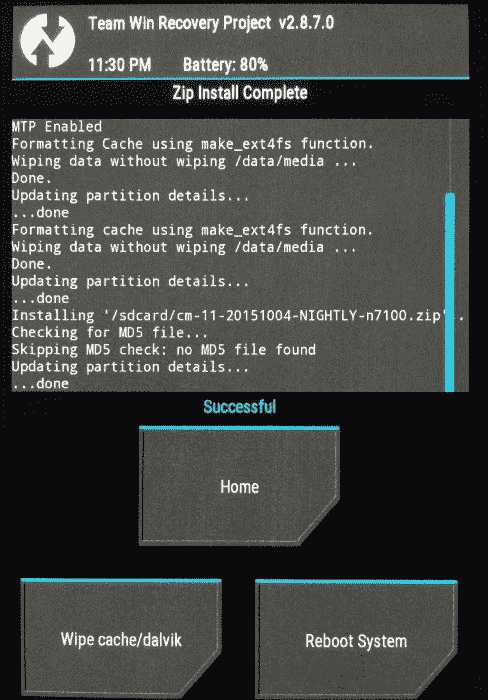 Team Win Recovery Project v2.8.7.0
11:30 PM Battery: 80%
Zip Install Complete
MTP Enabled
Formatting Cache using make_ext4fs function.
Wiping data without wiping /data/media ...
Done.
Updating partition details...
...done
Formatting cache using make_ext4fs function.
Wiping data without wiping /data/media ...
Done.
Updating partition details...
...done
Installing '/sdcard/cm-11-20151004-NIGHTLY-n7100.zip'..
Checking for MD5 file...
Skipping MD5 check: no MD5 file found
Updating partition details...
...done
Successful
Home
Wipe cache/dalvik
Reboot System